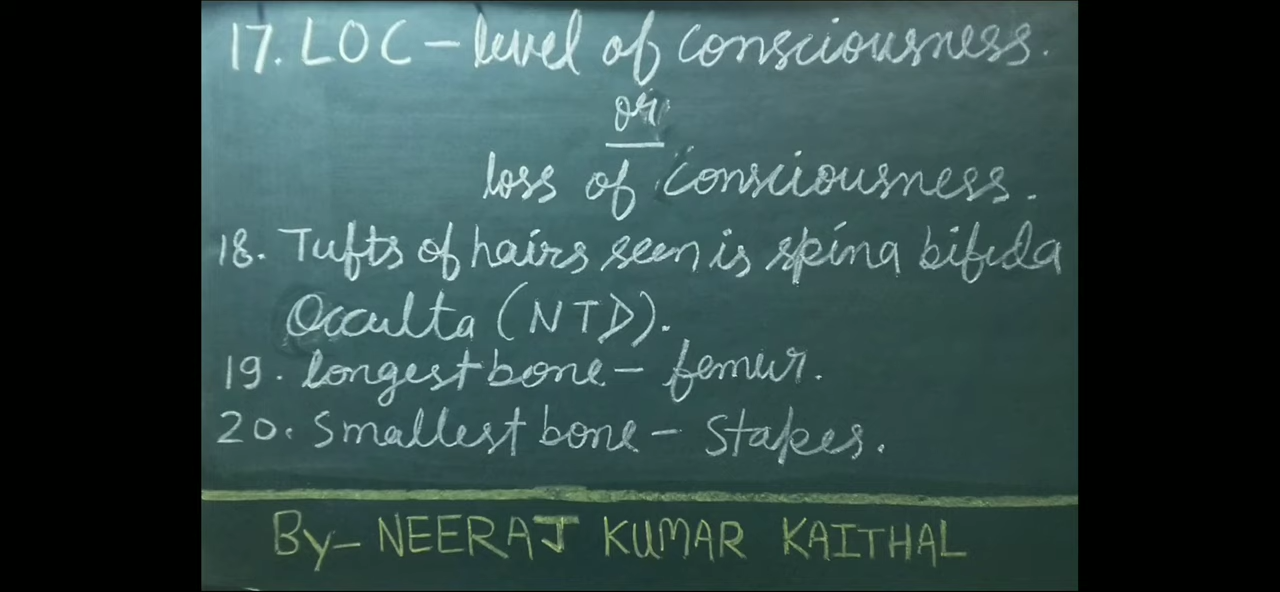 17. LOC – level of consciousness.
or
loss of consciousness.
18. Tufts of hairs seen is spina bifida
Occulta (NTD).
19. longest bone – femur.
20. Smallest bone – Stapes.
By – NEERAJ KUMAR KAITHAL